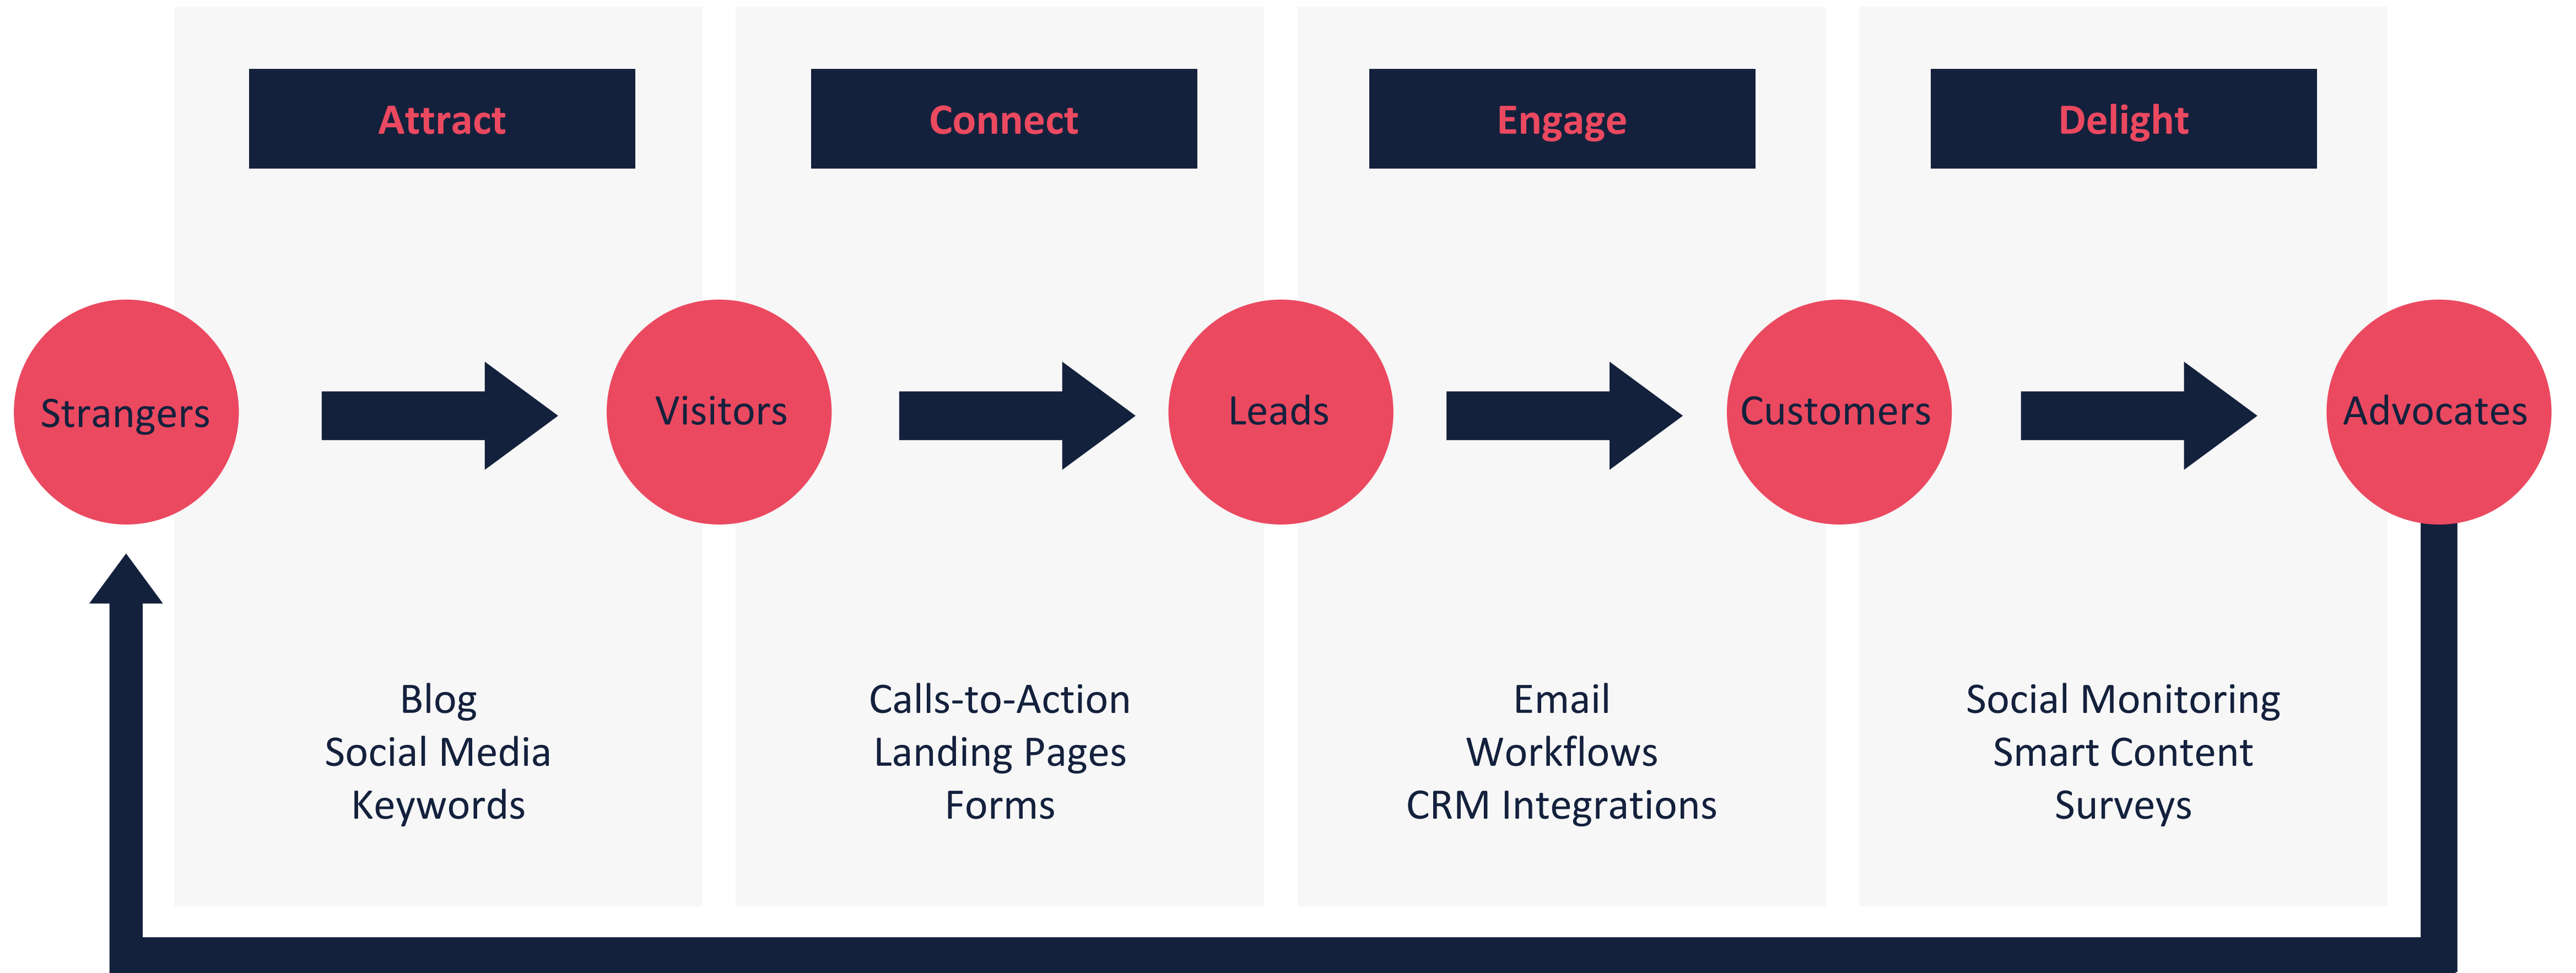 Attract
Connect
Engage
Delight
Strangers
Visitors
Leads
Customers
Advocates
Blog
Social Media
Keywords
Calls-to-Action
Landing Pages
Forms
Email
Workflows
CRM Integrations
Social Monitoring
Smart Content
Surveys